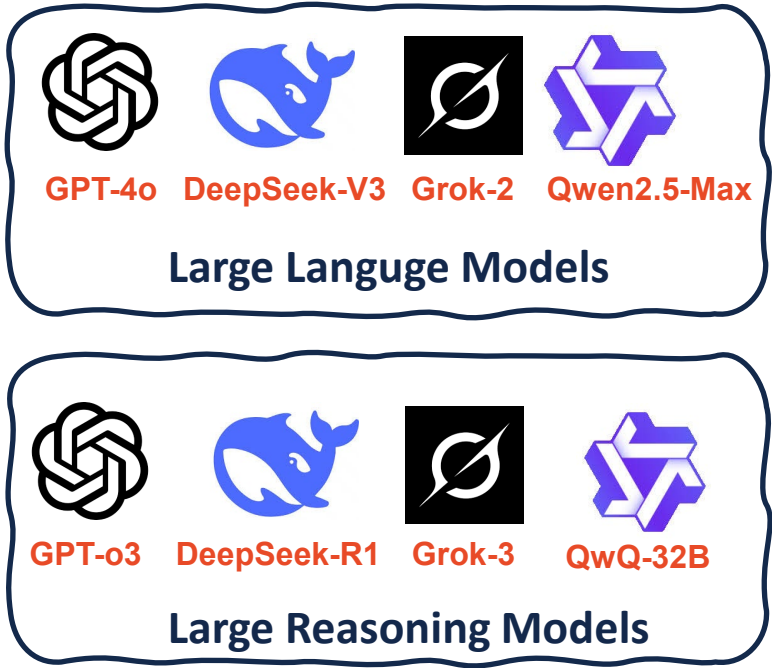 GPT-4o DeepSeek-V3 Grok-2 Qwen2.5-Max
Large Languge Models
GPT-o3 DeepSeek-R1 Grok-3 QwQ-32B
Large Reasoning Models